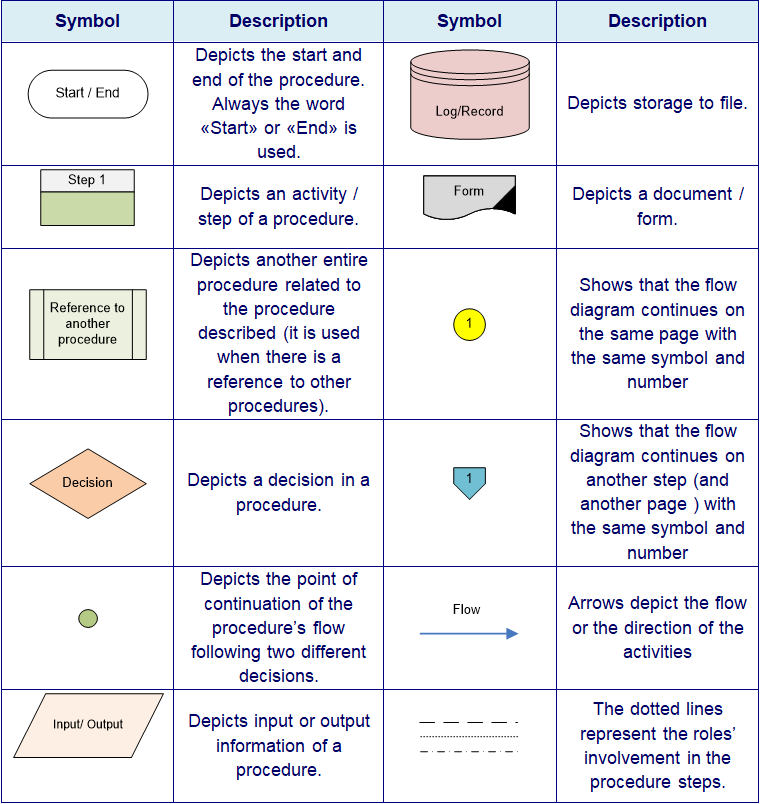 Symbol
Description
Symbol
Description
Start / End
Depicts the start and
end of the procedure.
Always the word
«Start» or «End» is
used.
Log/Record
Depicts storage to file.
Step 1
Depicts an activity /
step of a procedure.
Form
Depicts a document /
form.
Reference to
another
procedure
Depicts another entire
procedure related to
the procedure
described (it is used
when there is a
reference to other
procedures).
1
Shows that the flow
diagram continues on
the same page with
the same symbol and
number
Decision
Depicts a decision in a
procedure.
1
Shows that the flow
diagram continues on
another step (and
another page ) with
the same symbol and
number
Depicts the point of
continuation of the
procedure’s flow
following two different
decisions.
Flow
Arrows depict the flow
or the direction of the
activities
Input/ Output
Depicts input or output
information of a
procedure.
The dotted lines
represent the roles’
involvement in the
procedure steps.